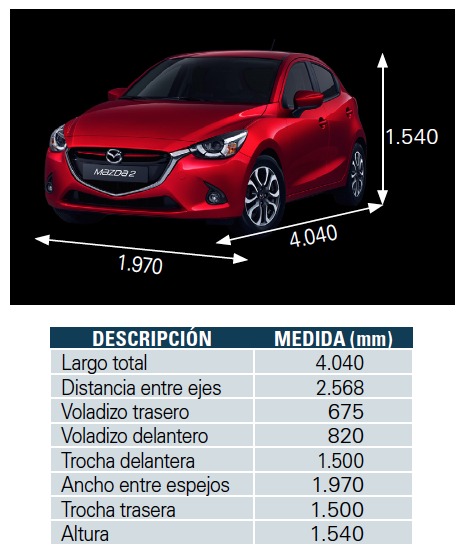 1.540
mazDa2
4.040
1.970
DESCRIPCIÓN MEDIDA (mm)
Largo total 4.040
Distancia entre ejes 2.568
Voladizo trasero 675
Voladizo delantero 820
Trocha delantera 1.500
Ancho entre espejos 1.970
Trocha trasera 1.500
Altura 1.540